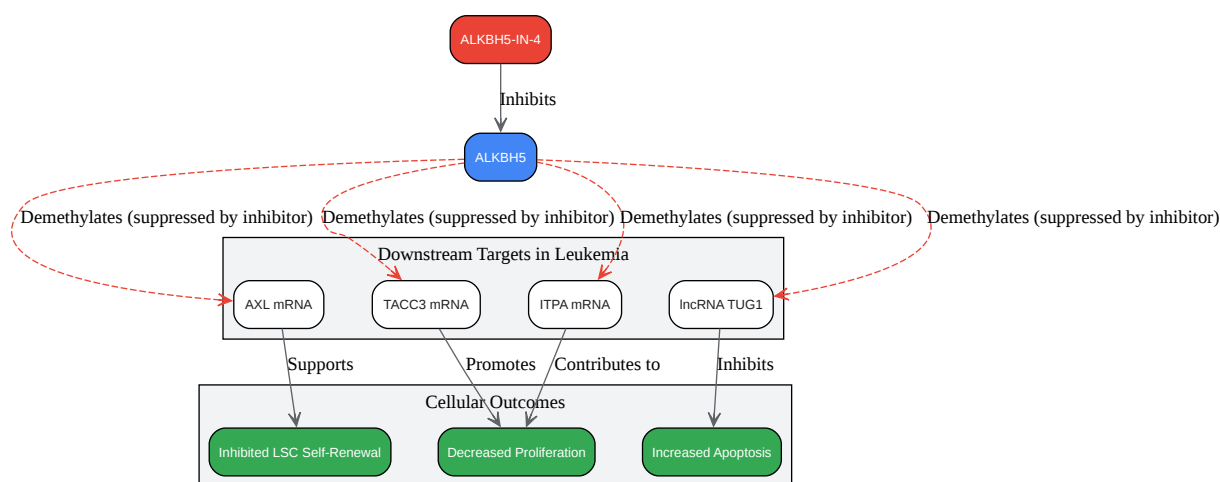 ALKBH5-IN-4
Inhibits
ALKBH5
Demethylates (suppressed by inhibitor)
Demethylates (suppressed by inhibitor)
Demethylates (suppressed by inhibitor)
Demethylates (suppressed by inhibitor)
Downstream Targets in Leukemia
AXL mRNA
TACC3 mRNA
ITPA mRNA
lncRNA TUG1
Supports
Promotes
Contributes to
Inhibits
Cellular Outcomes
Inhibited LSC Self-Renewal
Decreased Proliferation
Increased Apoptosis